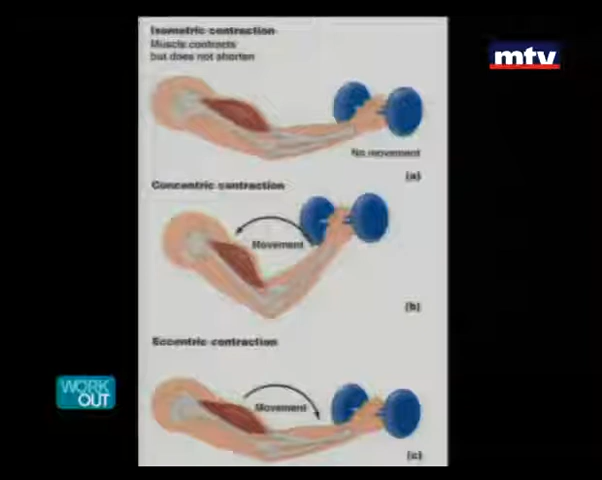 Isometric contraction
Muscle contracts
but does not shorten
mtv
No movement
(a)
Concentric contraction
Movement
(b)
Eccentric contraction
WORK
OUT
Movement
(c)